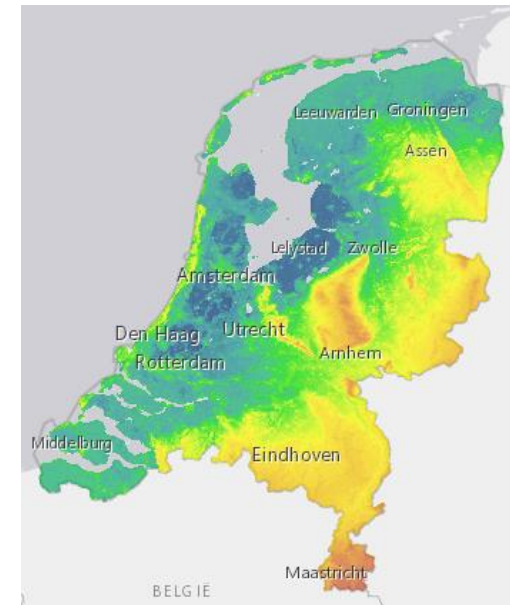 Leeuwarden
Groningen
Assen
Lelystad
Zwolle
Amsterdam
Den Haag
Utrecht
Rotterdam
Arnhem
Middelburg
Eindhoven
Maastricht
BELGIË